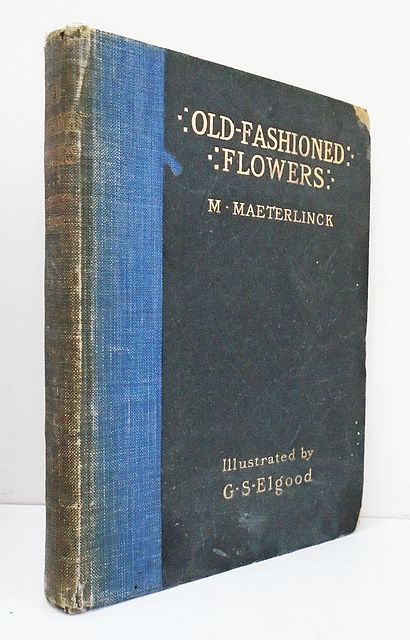 OLD-FASHIONED
FLOWERS
M · MAETERLINCK
Illustrated by
G·S·Elgood